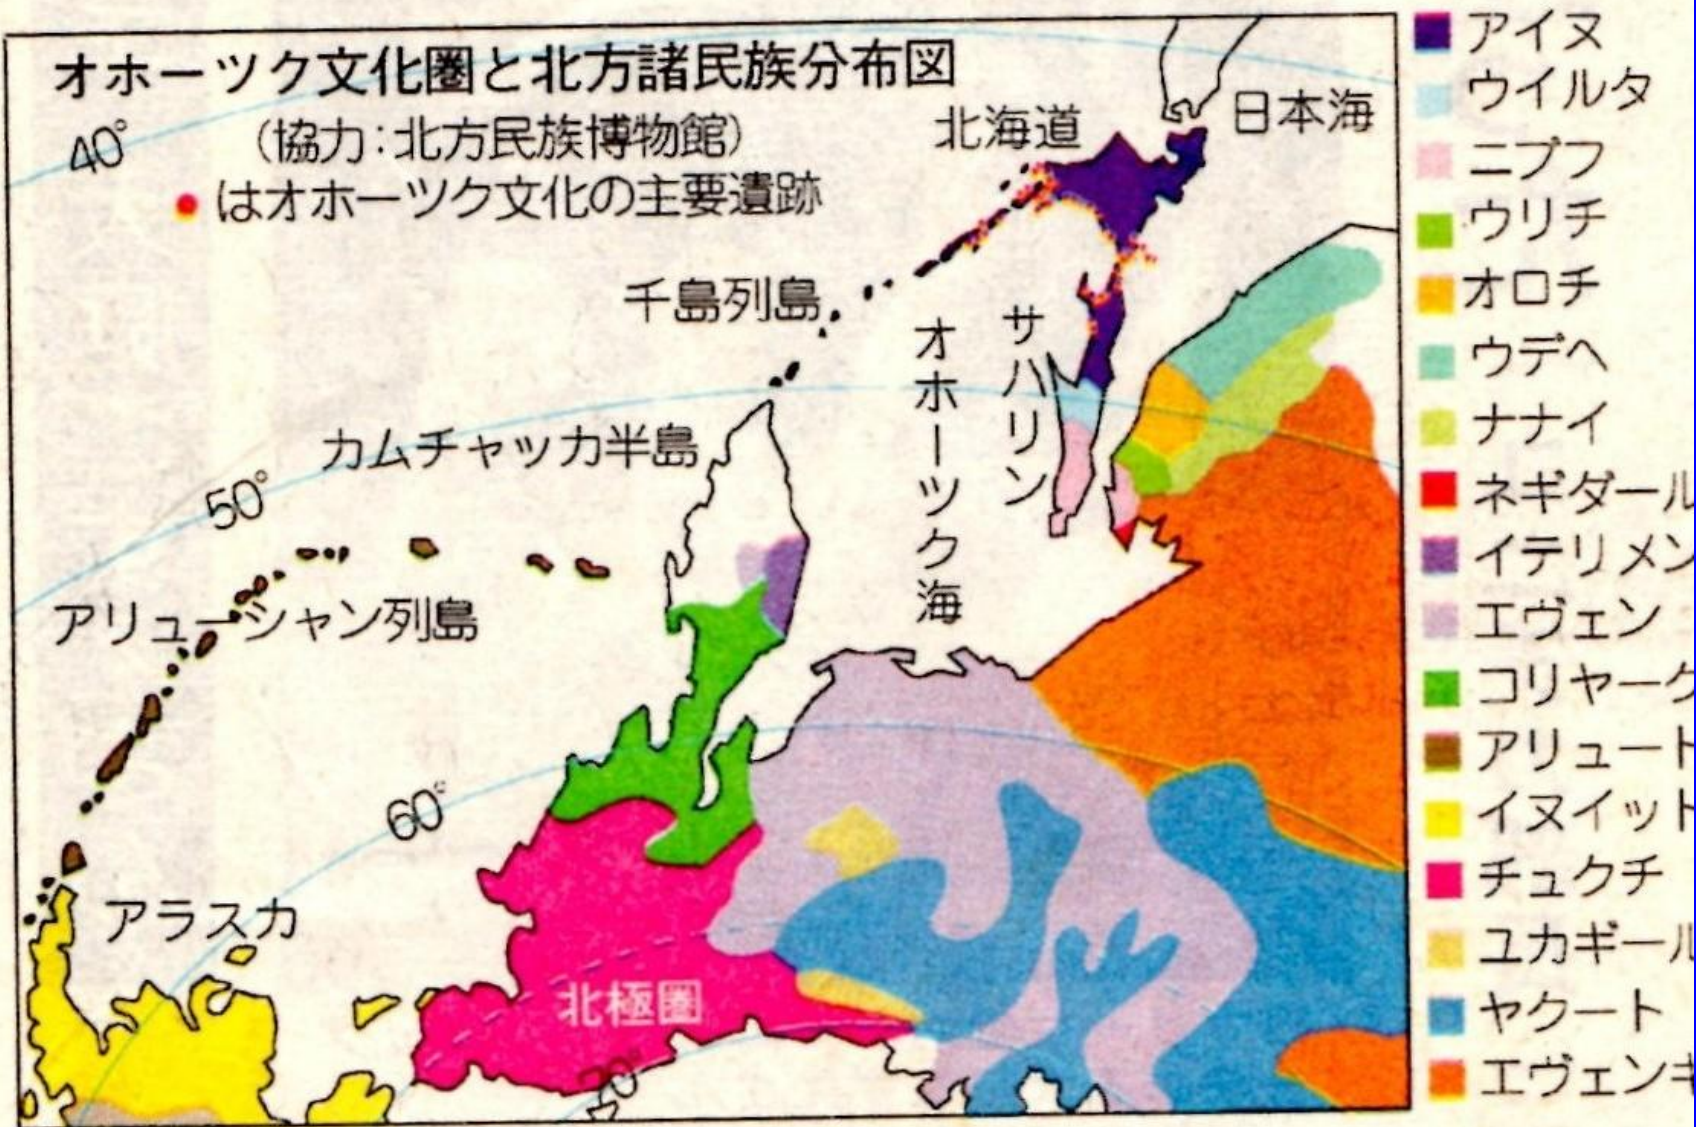 オホーツク文化圏と北方諸民族分布図
（協力：北方民族博物館）
はオホーツク文化の主要遺跡
40°
北海道
日本海
千島列島
オホーツク海
サハリン
カムチャッカ半島
50°
アリューシャン列島
60°
アラスカ
北極圏
70°
アイヌ
ウイルタ
ニブフ
ウリチ
オロチ
ウデヘ
ナナイ
ネギダール
イテリメン
エヴェン
コリヤーク
アリュート
イヌイット
チュクチ
ユカギール
ヤクート
エヴェンキ